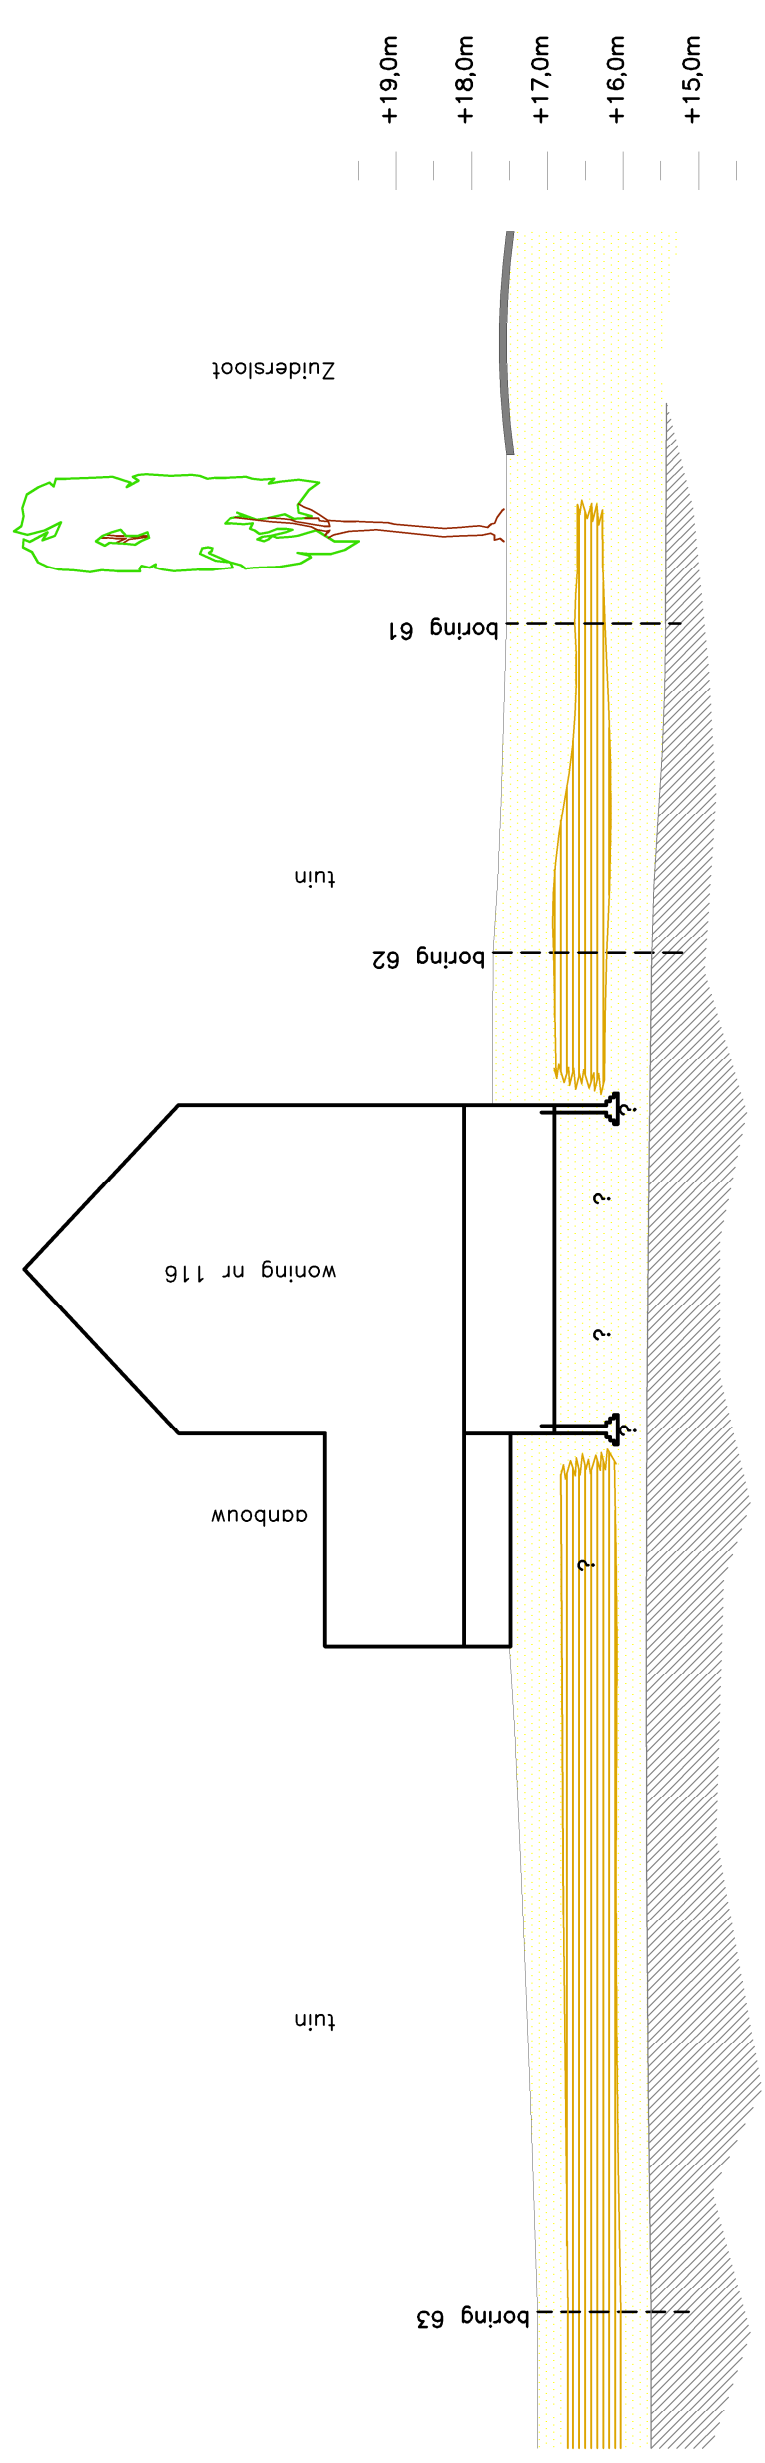 +19,0m
+18,0m
+17,0m
+16,0m
+15,0m
Zuidersloot
boring 61
tuin
boring 62
?
?
woning nr 116
?
?
aanbouw
?
tuin
boring 63